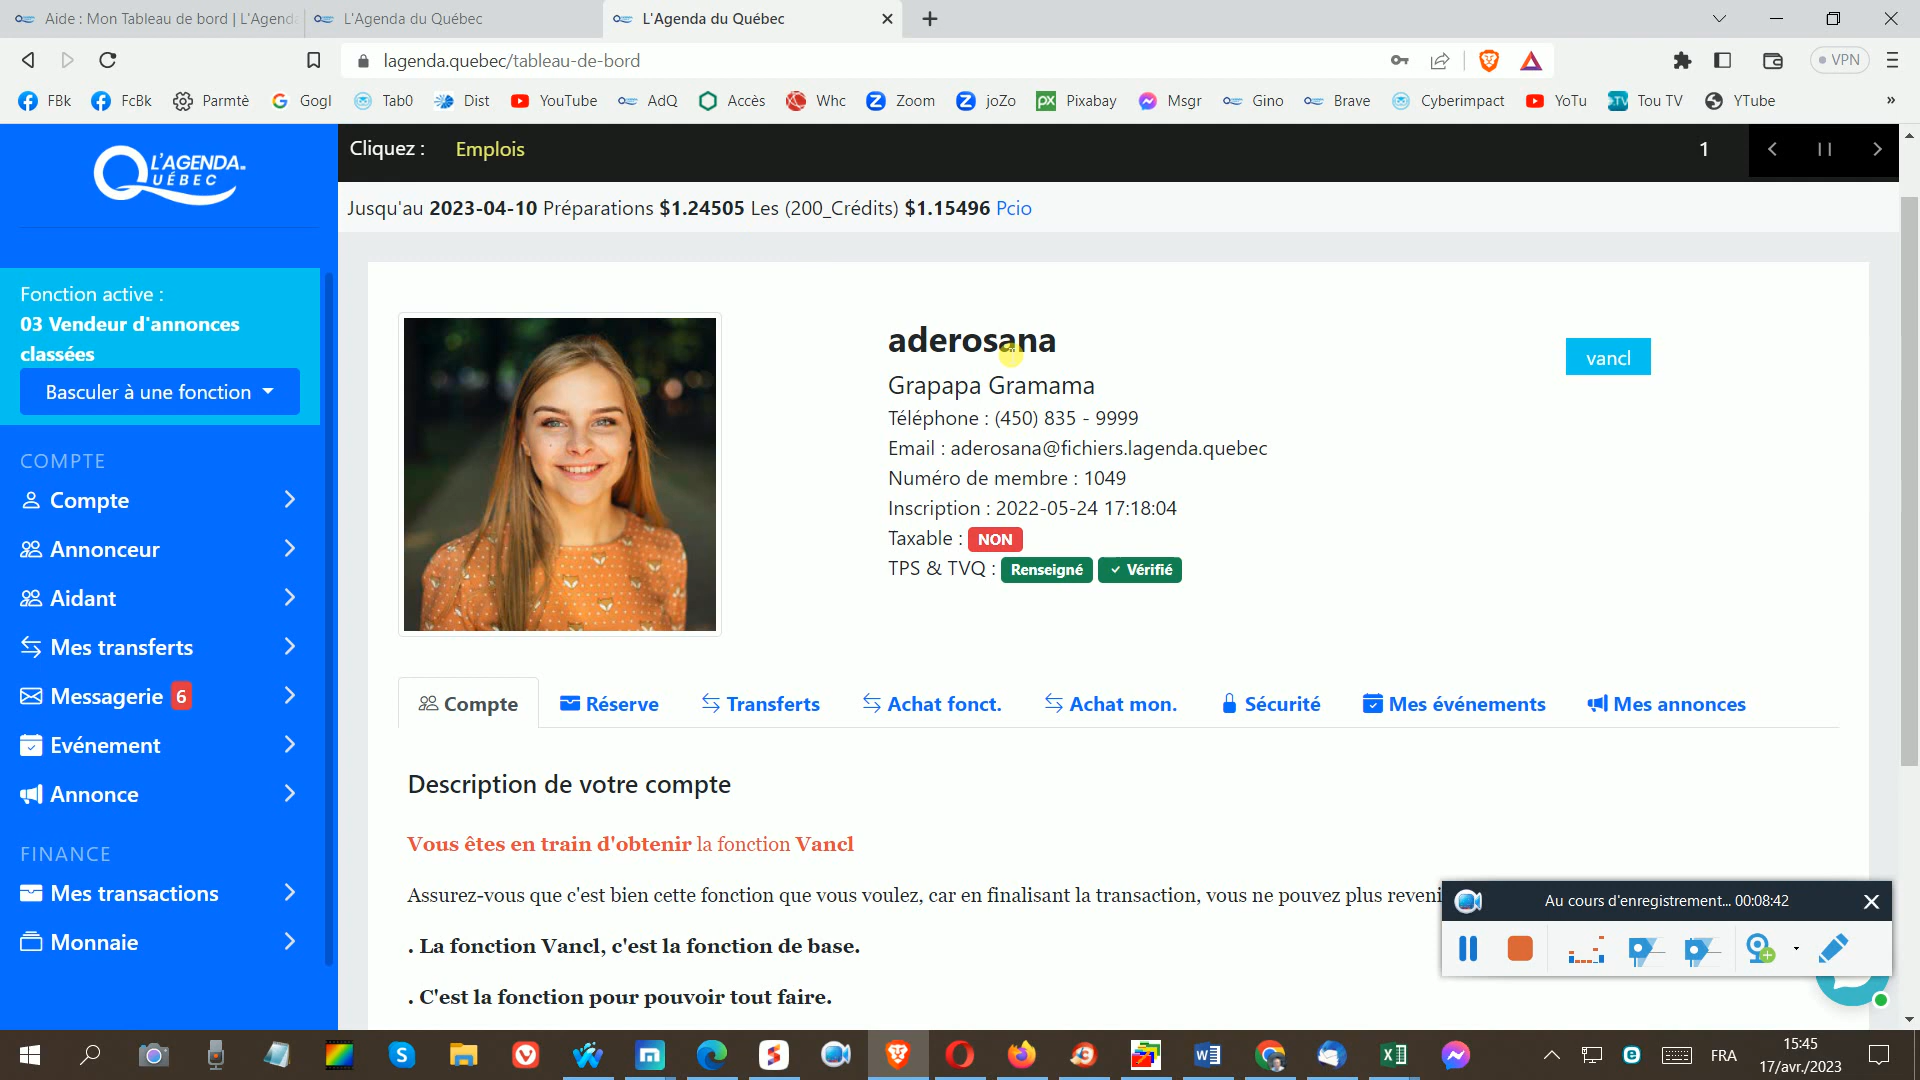 Aide : Mon Tableau de bord | L'Agenda
L'Agenda du Québec
L'Agenda du Québec
lagenda.quebec/tableau-de-bord
VPN
FBk
FcBk
Parmtè
Gogl
Tab0
Dist
YouTube
AdQ
Accès
Whc
Zoom
joZo
Pixabay
Msgr
Gino
Brave
Cyberimpact
YoTu
Tou TV
YTube
»
L'AGENDA
QUÉBEC
Cliquez :
Emplois
1
Jusqu'au 2023-04-10 Préparations $1.24505 Les (200_Crédits) $1.15496 Pcio
Fonction active :
03 Vendeur d'annonces
classées
Basculer à une fonction
COMPTE
Compte
Annonceur
Aidant
Mes transferts
Messagerie 6
Evénement
Annonce
FINANCE
Mes transactions
Monnaie
aderosana
vancl
Grapapa Gramama
Téléphone : (450) 835 - 9999
Email : aderosana@fichiers.lagenda.quebec
Numéro de membre : 1049
Inscription : 2022-05-24 17:18:04
Taxable : NON
TPS & TVQ : Renseigné Vérifié
Compte
Réserve
Transferts
Achat fonct.
Achat mon.
Sécurité
Mes événements
Mes annonces
Description de votre compte
Vous êtes en train d'obtenir la fonction Vancl
Assurez-vous que c'est bien cette fonction que vous voulez, car en finalisant la transaction, vous ne pouvez plus reveni
. La fonction Vancl, c'est la fonction de base.
. C'est la fonction pour pouvoir tout faire.
Au cours d'enregistrement... 00:08:42
FRA
15:45
17/avr./2023